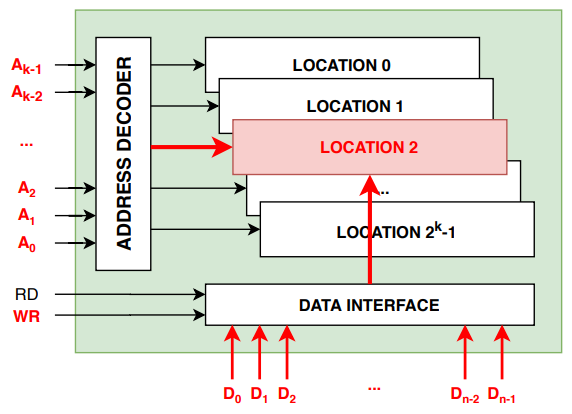 A_{k-1}
A_{k-2}
...
A_2
A_1
A_0
RD
WR
ADDRESS DECODER
LOCATION 0
LOCATION 1
LOCATION 2
...
LOCATION 2^k-1
DATA INTERFACE
D_0 D_1 D_2 ... D_{n-2} D_{n-1}